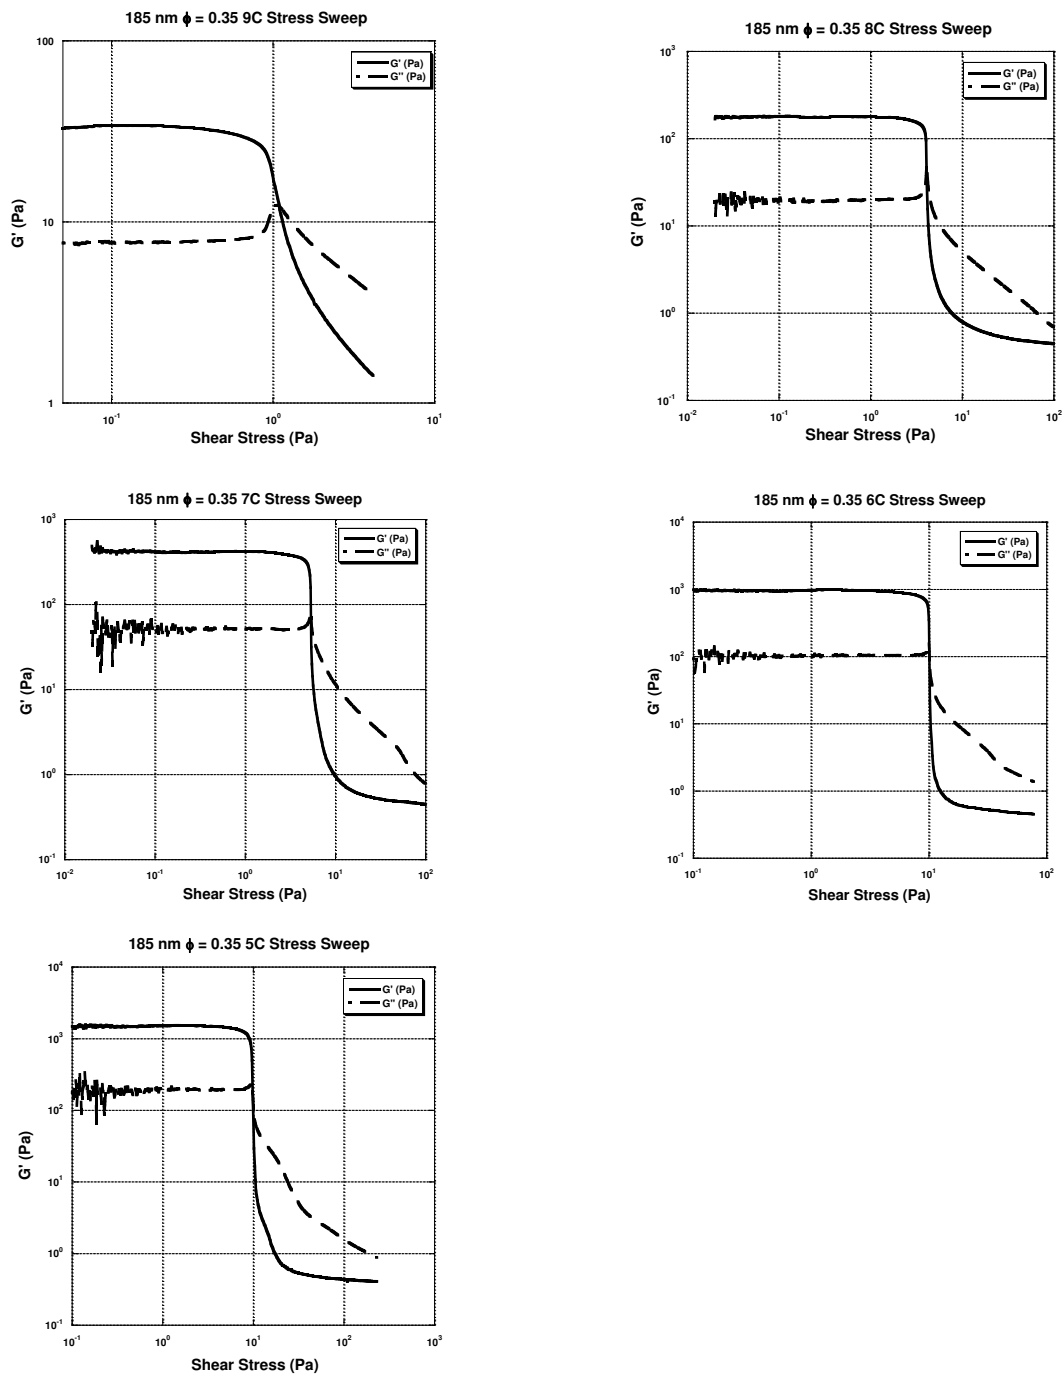 185 nm ϕ = 0.35 9C Stress Sweep
100
G' (Pa)
G'' (Pa)
G' (Pa)
10
1
10⁻¹ 10⁰ 10¹
Shear Stress (Pa)
185 nm ϕ = 0.35 8C Stress Sweep
10³
G' (Pa)
G'' (Pa)
10²
G' (Pa)
10¹
10⁰
10⁻¹
10⁻² 10⁻¹ 10⁰ 10¹ 10²
Shear Stress (Pa)
185 nm ϕ = 0.35 7C Stress Sweep
10³
G' (Pa)
G'' (Pa)
10²
G' (Pa)
10¹
10⁰
10⁻¹
10⁻² 10⁻¹ 10⁰ 10¹ 10²
Shear Stress (Pa)
185 nm ϕ = 0.35 6C Stress Sweep
10⁴
G' (Pa)
G'' (Pa)
10³
10²
G' (Pa)
10¹
10⁰
10⁻¹
10⁻¹ 10⁰ 10¹ 10²
Shear Stress (Pa)
185 nm ϕ = 0.35 5C Stress Sweep
10⁴
G' (Pa)
G'' (Pa)
10³
10²
G' (Pa)
10¹
10⁰
10⁻¹
10⁻¹ 10⁰ 10¹ 10² 10³
Shear Stress (Pa)